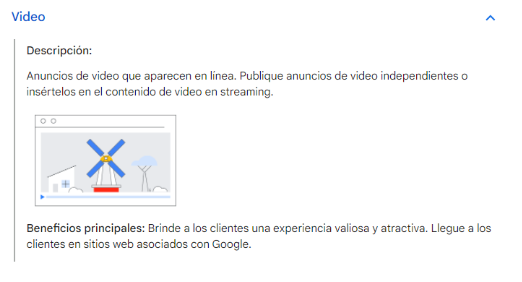 Video
Descripción:
Anuncios de video que aparecen en línea. Publique anuncios de video independientes o
insértelos en el contenido de video en streaming.
Beneficios principales: Brinde a los clientes una experiencia valiosa y atractiva. Llegue a los
clientes en sitios web asociados con Google.